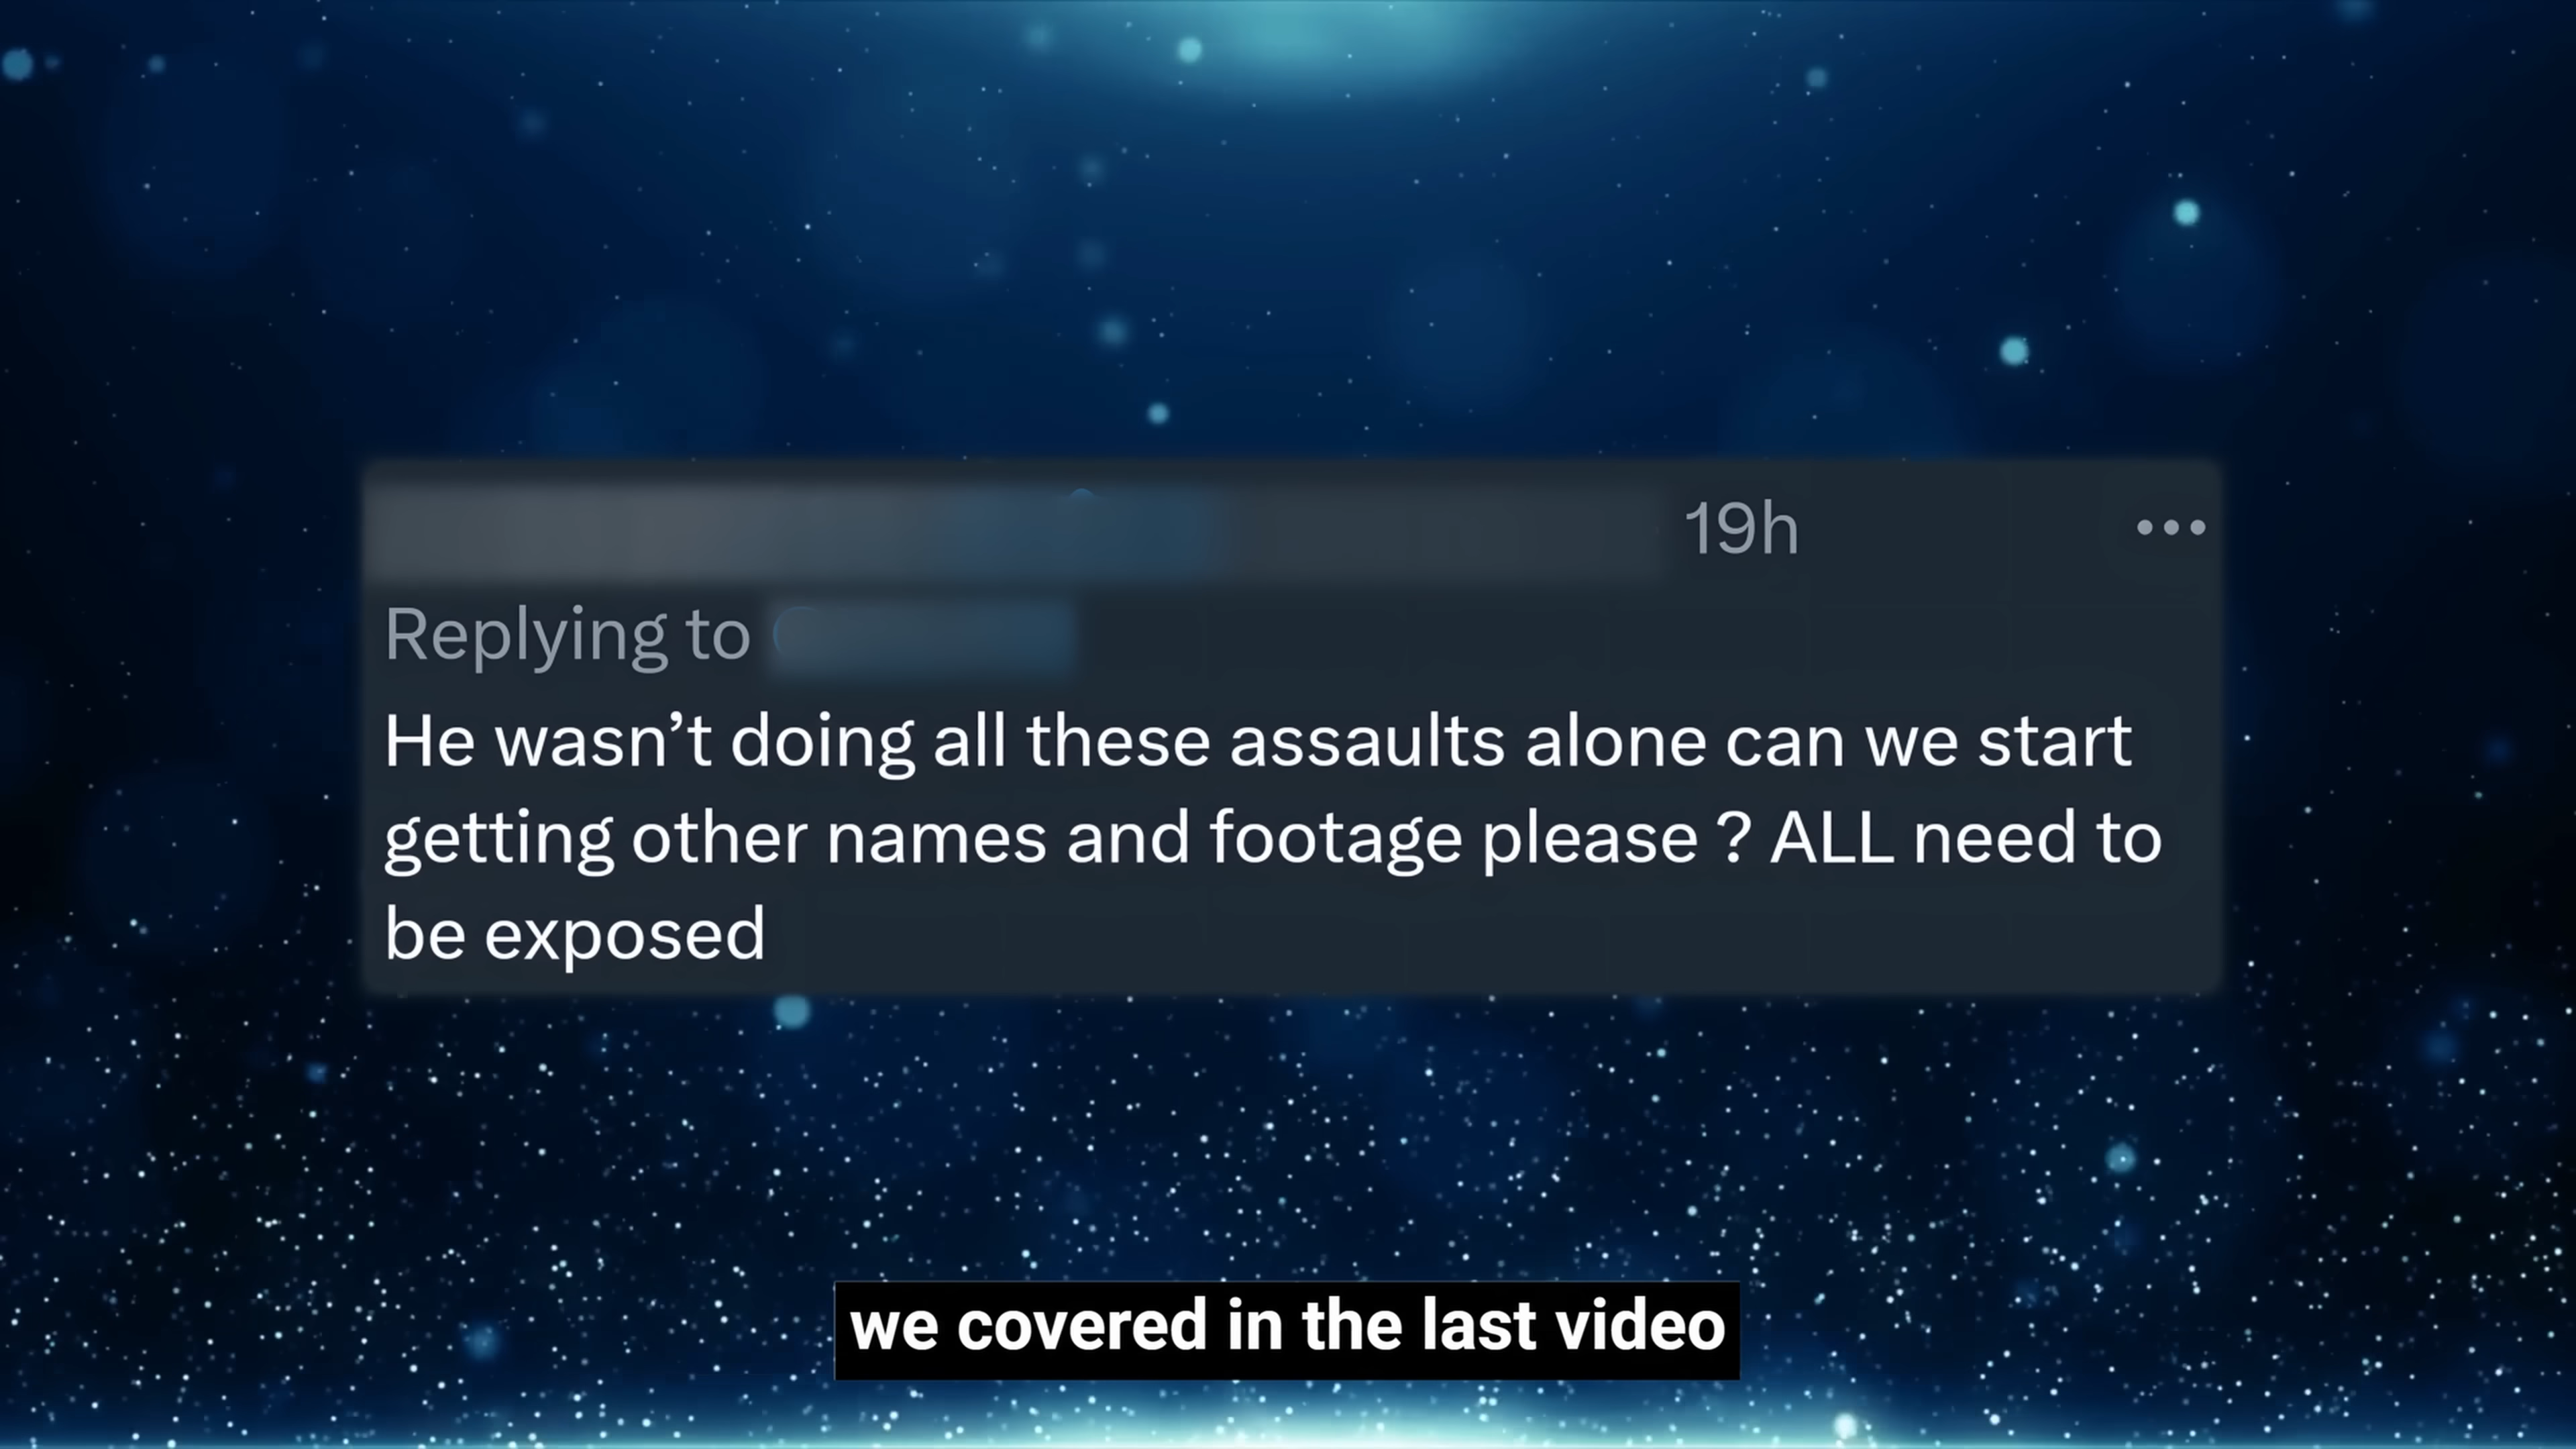 19h
Replying to
He wasn’t doing all these assaults alone can we start
getting other names and footage please ? ALL need to
be exposed
we covered in the last video